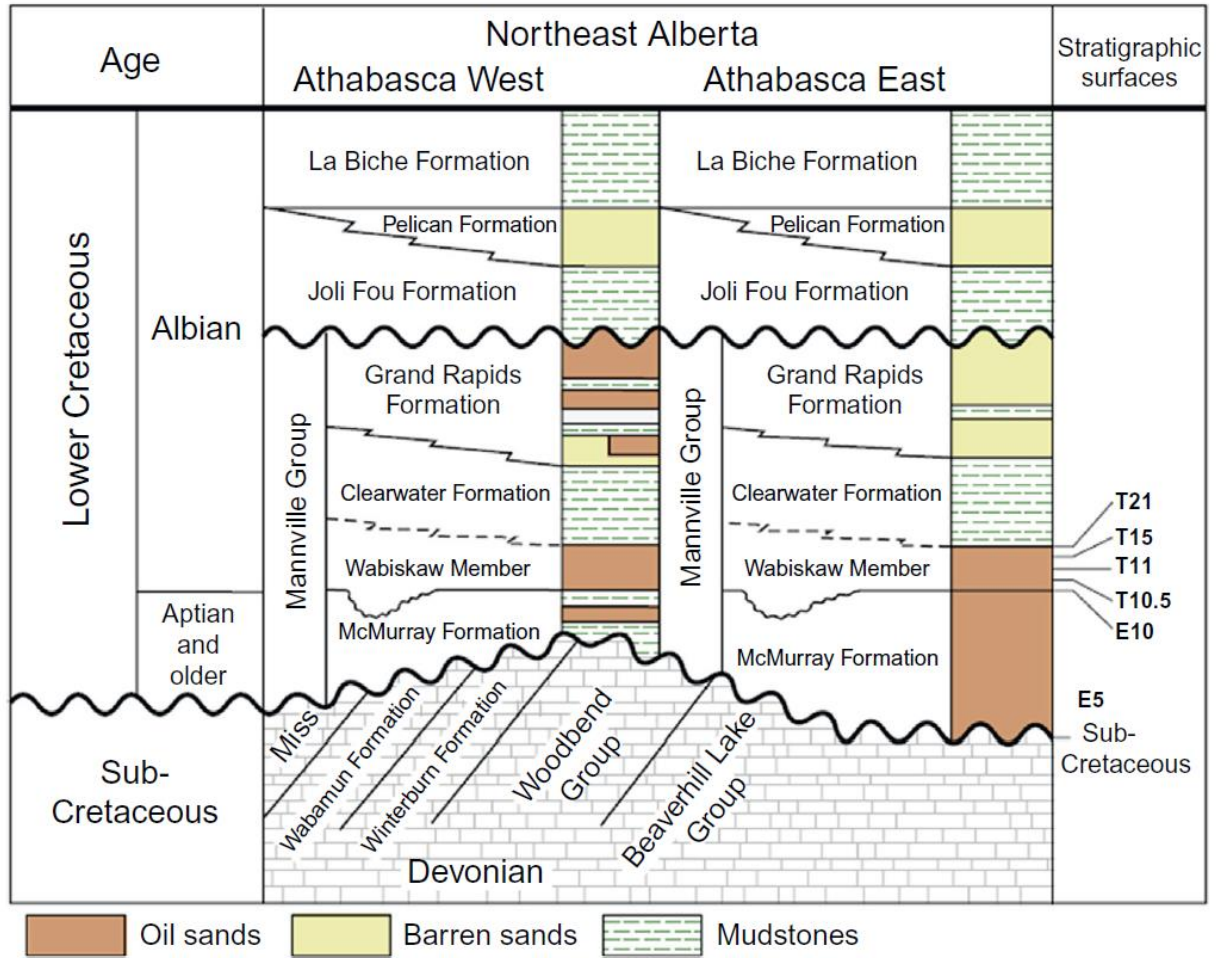 Age
Northeast Alberta
Athabasca West
Athabasca East
Stratigraphic
surfaces
Lower Cretaceous
Albian
Aptian
and
older
Sub-
Cretaceous
La Biche Formation
Pelican Formation
Joli Fou Formation
Mannville Group
Grand Rapids
Formation
Clearwater Formation
Wabiskaw Member
McMurray Formation
La Biche Formation
Pelican Formation
Joli Fou Formation
Mannville Group
Grand Rapids
Formation
Clearwater Formation
Wabiskaw Member
McMurray Formation
T21
T15
T11
T10.5
E10
E5
Sub-
Cretaceous
Miss
Wabamun Formation
Winterburn Formation
Woodbend
Group
Beaverhill Lake
Group
Devonian
Oil sands
Barren sands
Mudstones